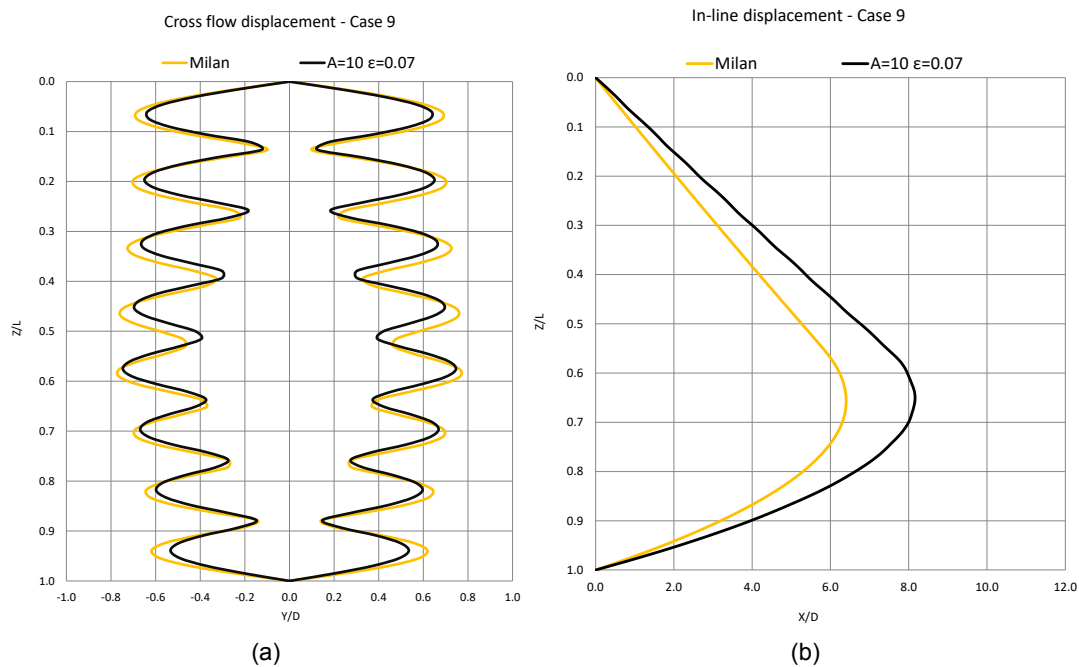 Cross flow displacement - Case 9
Milan
A=10 ε=0.07
0.0
0.1
0.2
0.3
0.4
0.5
0.6
0.7
0.8
0.9
1.0
Z/L
-1.0 -0.8 -0.6 -0.4 -0.2 0.0 0.2 0.4 0.6 0.8 1.0
Y/D
(a)
In-line displacement - Case 9
Milan
A=10 ε=0.07
0.0
0.1
0.2
0.3
0.4
0.5
0.6
0.7
0.8
0.9
1.0
Z/L
0.0 2.0 4.0 6.0 8.0 10.0 12.0
X/D
(b)